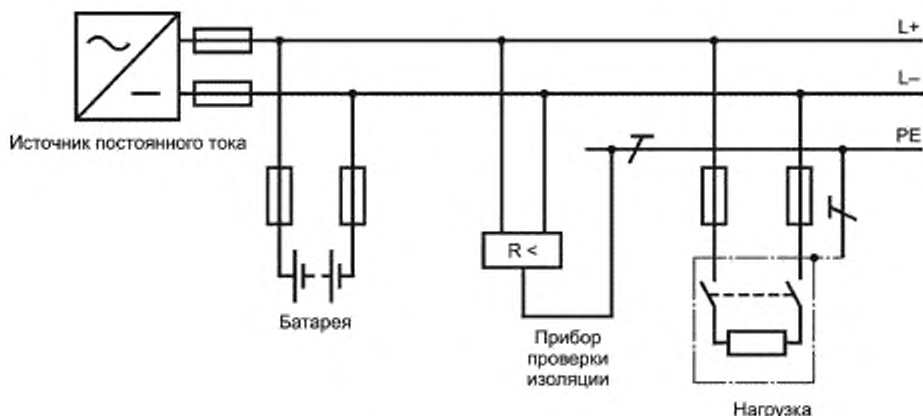 L+
L–
PE
Источник постоянного тока
R <
Батарея
Прибор
проверки
изоляции
Нагрузка